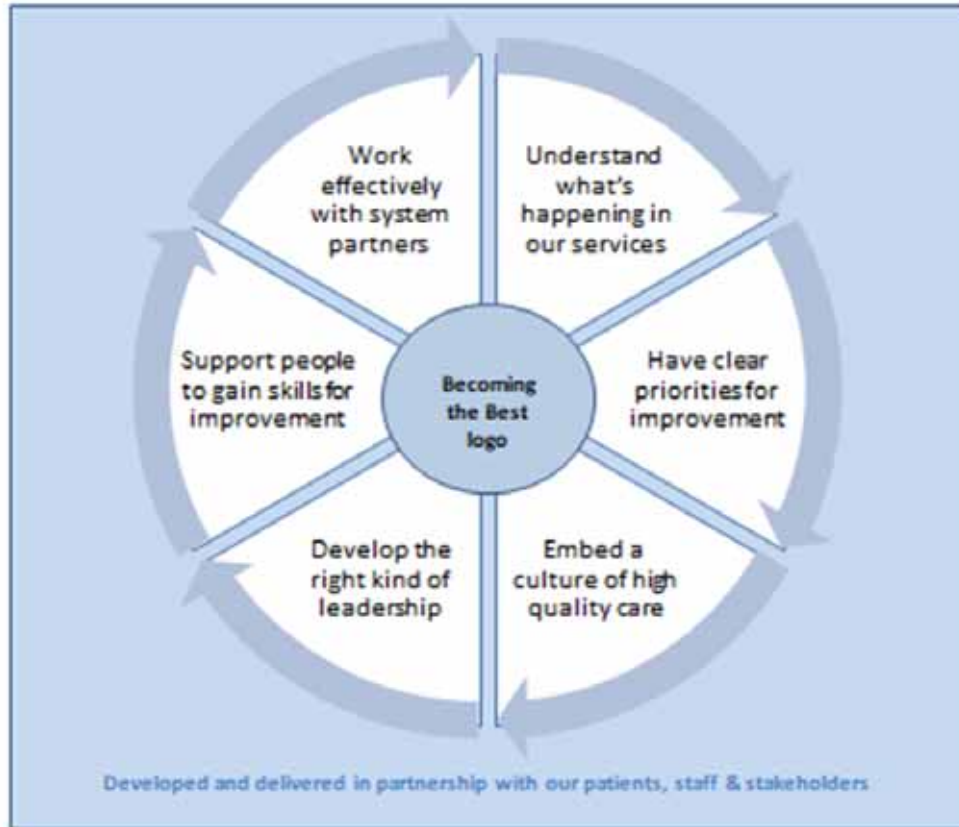 Work
effectively
with system
partners
Understand
what's
happening in
our services
Have clear
priorities for
improvement
Embed a
culture of high
quality care
Develop the
right kind of
leadership
Support people
to gain skills for
improvement
Becoming
the Best
logo
Developed and delivered in partnership with our patients, staff & stakeholders